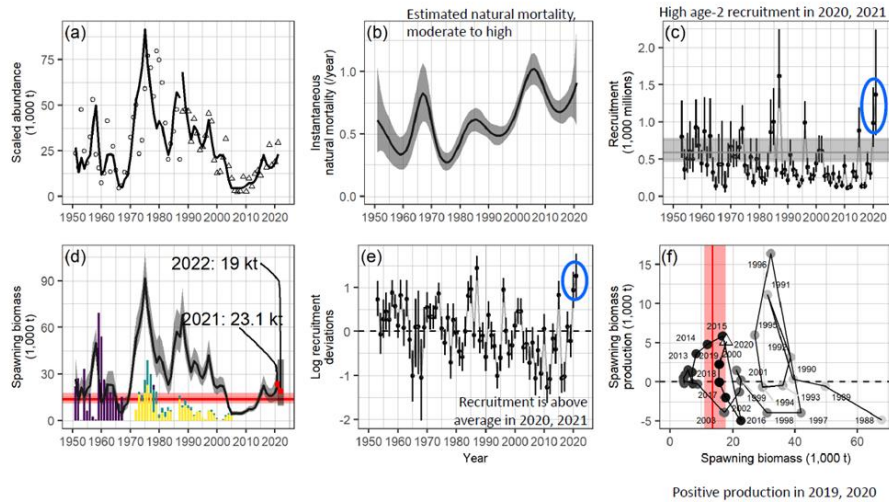 Estimated natural mortality,
moderate to high
High age-2 recruitment in 2020, 2021
(a)
Scaled abundance
(1,000 t)
75
50
25
0
1950 1960 1970 1980 1990 2000 2010 2020
(b)
Instantaneous
natural mortality (/year)
1.0
0.5
0.0
1950 1960 1970 1980 1990 2000 2010 2020
(c)
Recruitment
(1,000 millions)
2.0
1.5
1.0
0.5
0.0
1950 1960 1970 1980 1990 2000 2010 2020
(d)
2022: 19 kt
2021: 23.1 kt
Spawning biomass
(1,000 t)
90
60
30
0
1950 1960 1970 1980 1990 2000 2010 2020
(e)
Log recruitment
deviations
1
0
-1
-2
Recruitment is above
average in 2020, 2021
1950 1960 1970 1980 1990 2000 2010 2020
Year
(f)
Spawning biomass
production (1,000 t)
15
10
5
0
-5
1996
1991
1995
2015
2014
2020
1992
2013
2019
2000
1990
2018
2001
2017
1999
1994
1993
1989
2003
2002
2016
1998
1997
1988
0 20 40 60
Spawning biomass (1,000 t)
Positive production in 2019, 2020